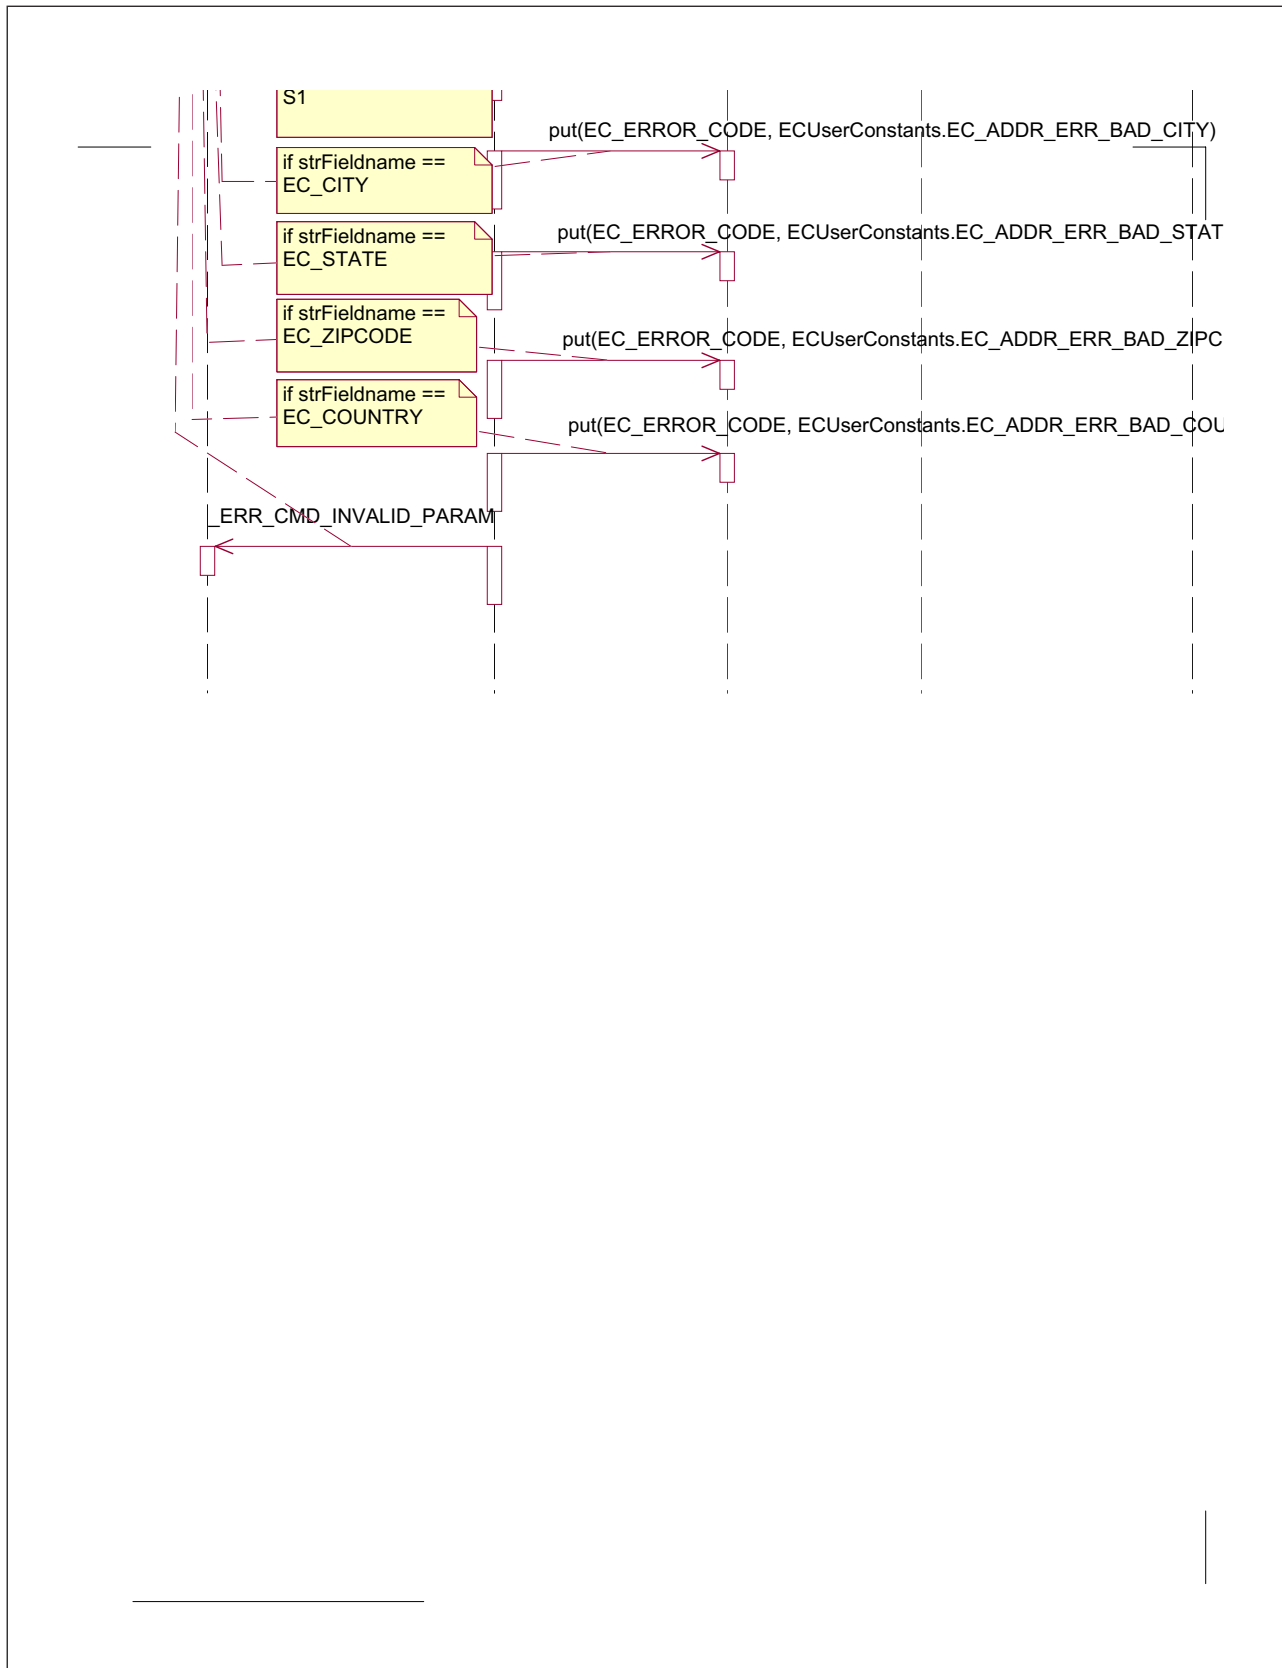 S1
put(EC_ERROR_CODE, ECUserConstants.EC_ADDR_ERR_BAD_CITY)
if strFieldname ==
EC_CITY
put(EC_ERROR_CODE, ECUserConstants.EC_ADDR_ERR_BAD_STAT
if strFieldname ==
EC_STATE
if strFieldname ==
EC_ZIPCODE
put(EC_ERROR_CODE, ECUserConstants.EC_ADDR_ERR_BAD_ZIPC
if strFieldname ==
EC_COUNTRY
put(EC_ERROR_CODE, ECUserConstants.EC_ADDR_ERR_BAD_COU
_ERR_CMD_INVALID_PARAM